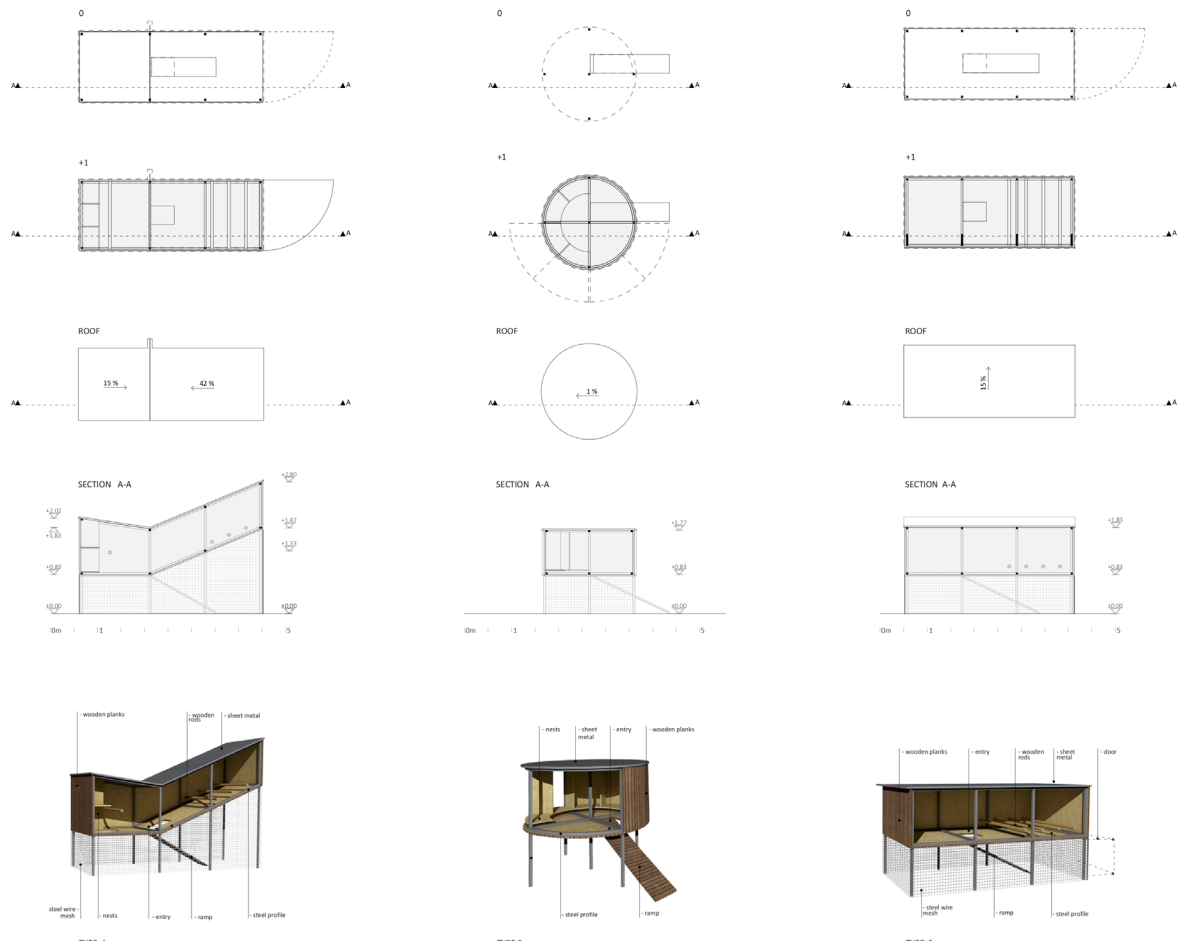 0
0
0
A
A
A
A
A
A
+1
+1
+1
A
A
A
A
A
A
ROOF
ROOF
ROOF
15 %
42 %
1 %
15 %
A
A
A
A
A
A
SECTION A-A
SECTION A-A
SECTION A-A
+2,80
+2,02
+1,83
+1,82
+1,33
+0,83
±0,00
±0,00
+1,77
+0,83
±0,00
+1,83
+0,83
±0,00
0m
1
5
0m
1
5
0m
1
5
- wooden planks
- wooden
rods
- sheet metal
steel wire -
mesh
- nests
- entry
- ramp
- steel profile
- nests
- sheet
metal
- entry
- wooden planks
- steel profile
- ramp
- wooden planks
- entry
- wooden
rods
- sheet
metal
- door
- steel wire
mesh
- ramp
- steel profile